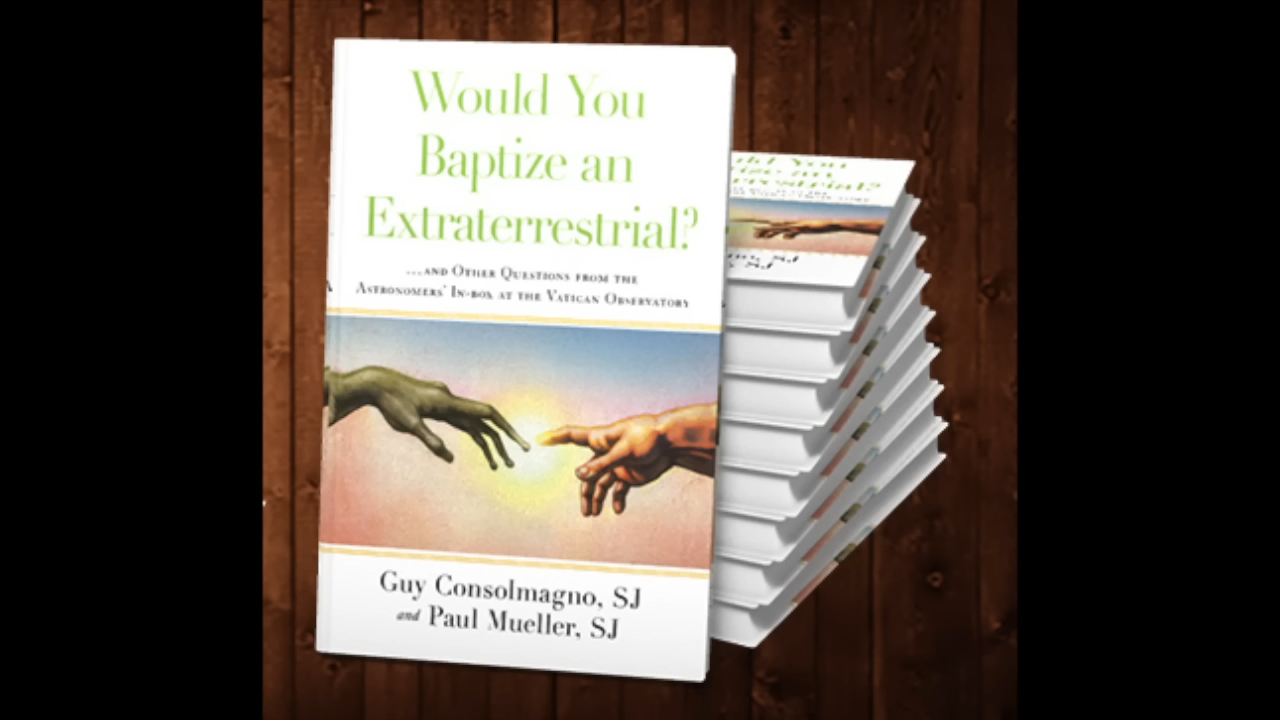 Would You
Baptize an
Extraterrestrial?
...and Other Questions from the
Astronomers' In-box at the Vatican Observatory
Guy Consolmagno, SJ
and Paul Mueller, SJ